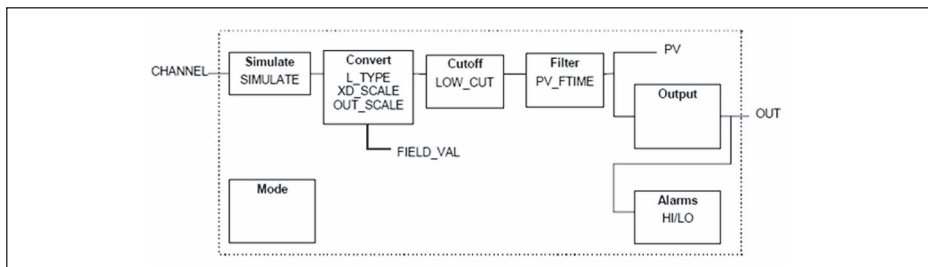 CHANNEL
Simulate
SIMULATE
Convert
L_TYPE
XD_SCALE
OUT_SCALE
FIELD_VAL
Cutoff
LOW_CUT
Filter
PV_FTIME
PV
Output
OUT
Mode
Alarms
HI/LO